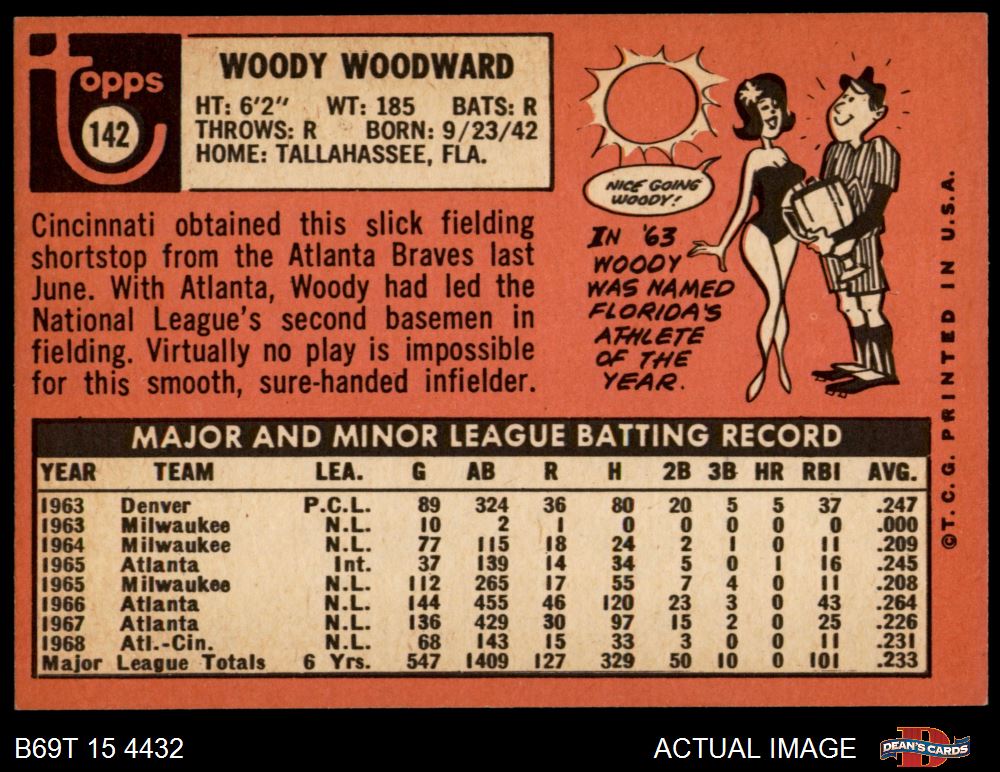 topps
142
WOODY WOODWARD
HT: 6'2" WT: 185 BATS: R
THROWS: R BORN: 9/23/42
HOME: TALLAHASSEE, FLA.
Cincinnati obtained this slick fielding
shortstop from the Atlanta Braves last
June. With Atlanta, Woody had led the
National League's second basemen in
fielding. Virtually no play is impossible
for this smooth, sure-handed infielder.
NICE GOING
WOODY!
IN '63
WOODY
WAS NAMED
FLORIDA'S
ATHLETE
OF THE
YEAR.
©T.C.G. PRINTED IN U.S.A.
MAJOR AND MINOR LEAGUE BATTING RECORD
YEAR TEAM LEA. G AB R H 2B 3B HR RBI AVG.
1963 Denver P.C.L. 89 324 36 80 20 5 5 37 .247
1963 Milwaukee N.L. 10 2 1 0 0 0 0 0 .000
1964 Milwaukee N.L. 77 115 18 24 2 1 0 11 .209
1965 Atlanta Int. 37 139 14 34 5 0 1 16 .245
1965 Milwaukee N.L. 112 265 17 55 7 4 0 11 .208
1966 Atlanta N.L. 144 455 46 120 23 3 0 43 .264
1967 Atlanta N.L. 136 429 30 97 15 2 0 25 .226
1968 Atl.-Cin. N.L. 68 143 15 33 3 0 0 11 .231
Major League Totals 6 Yrs. 547 1409 127 329 50 10 0 101 .233
B69T 15 4432
ACTUAL IMAGE
DEAN'S CARDS